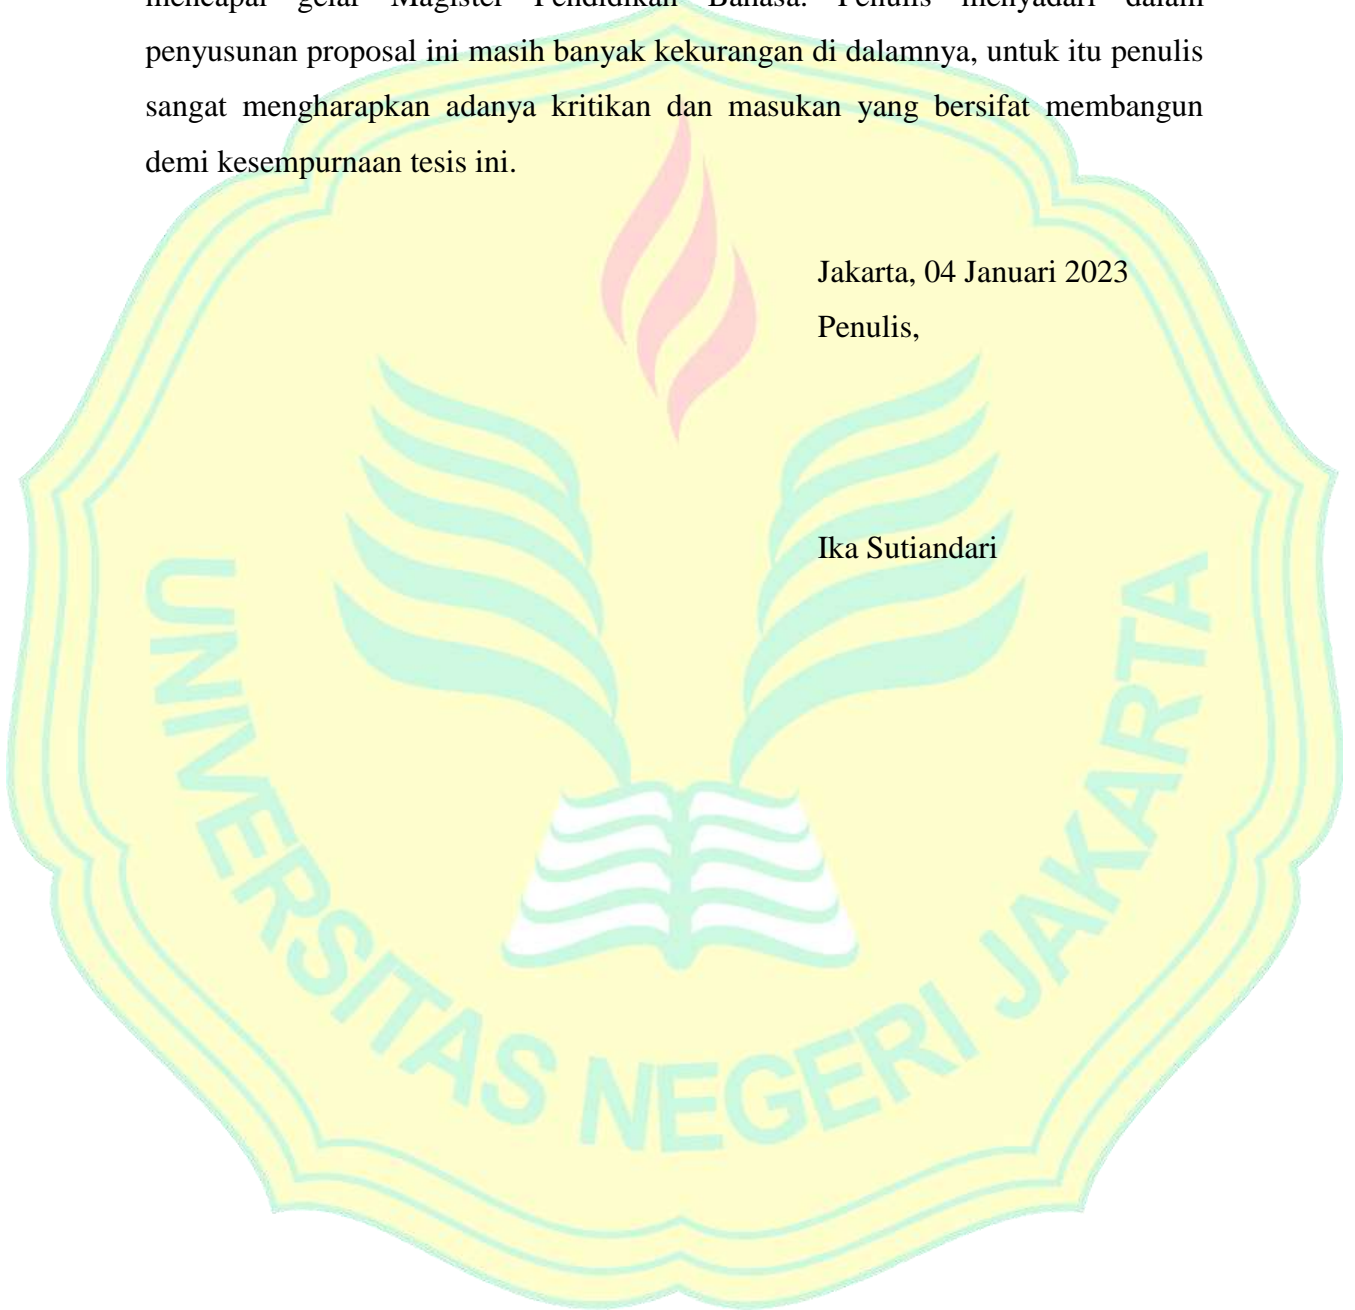 mencapai gelar Magister Pendidikan Bahasa. Penulis menyadari dalam
penyusunan proposal ini masih banyak kekurangan di dalamnya, untuk itu penulis
sangat mengharapkan adanya kritikan dan masukan yang bersifat membangun
demi kesempurnaan tesis ini.
Jakarta, 04 Januari 2023
Penulis,
Ika Sutiandari
UNIVERSITAS NEGERI JAKARTA